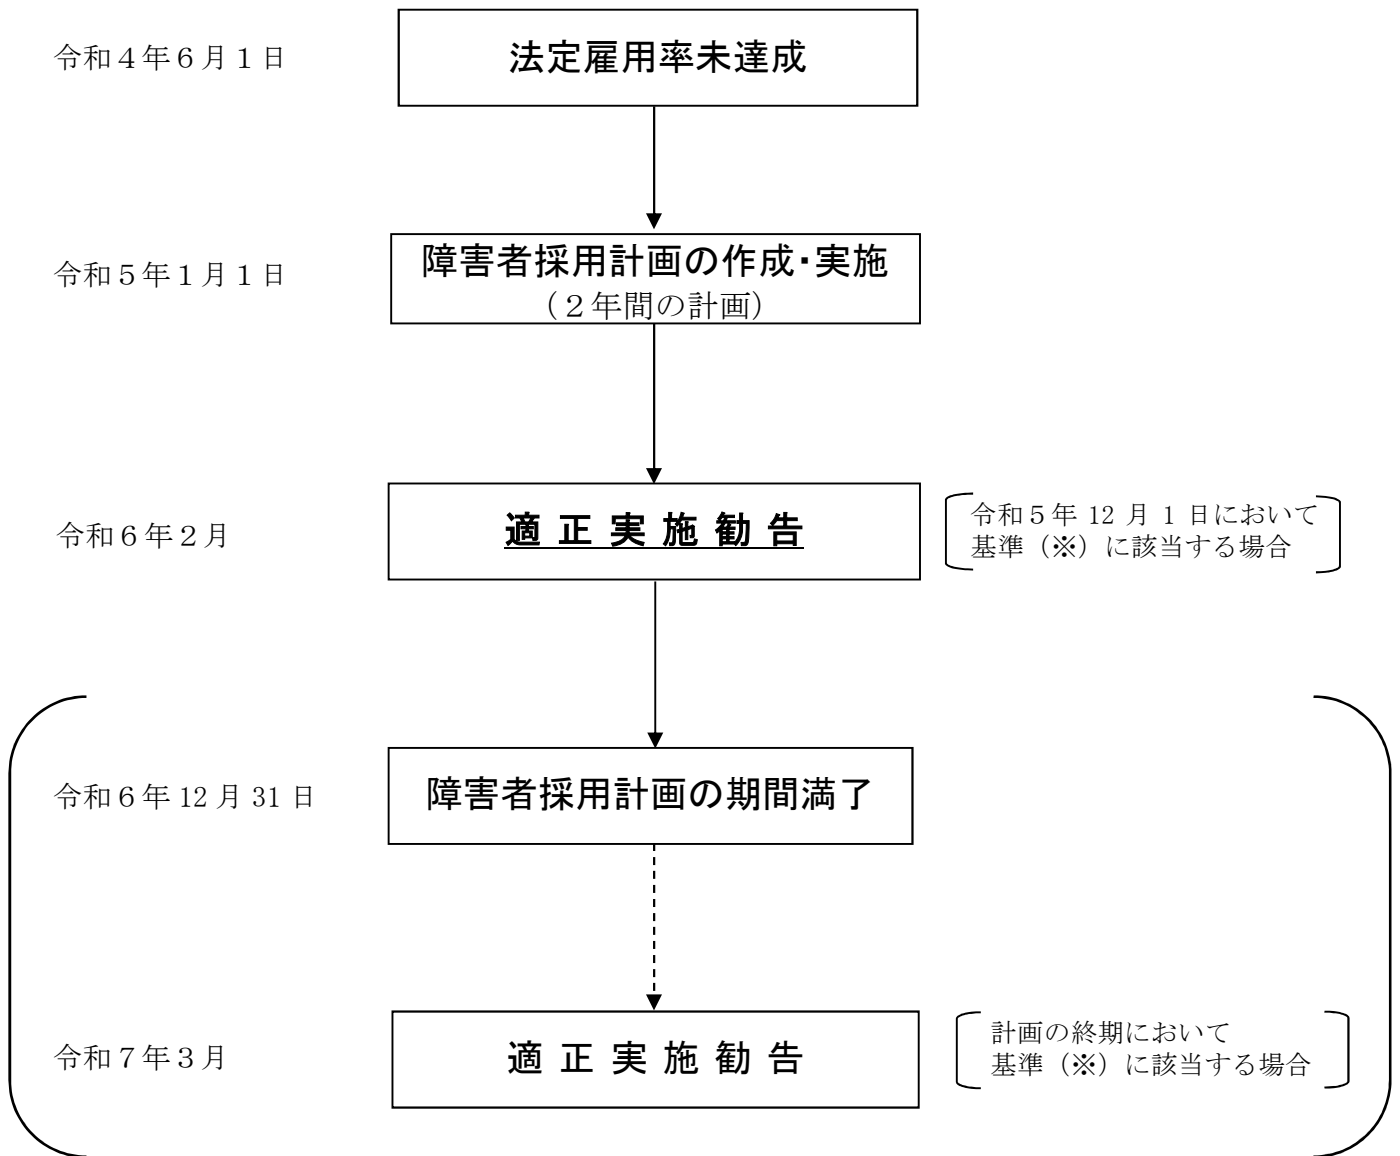 令和４年６月１日
法定雇用率未達成
令和５年１月１日
障害者採用計画の作成・実施
（２年間の計画）
令和６年２月
適 正 実 施 勧 告
令和５年 12 月 1 日において
基準（※）に該当する場合
令和６年 12 月 31 日
障害者採用計画の期間満了
令和７年３月
適 正 実 施 勧 告
計画の終期において
基準（※）に該当する場合